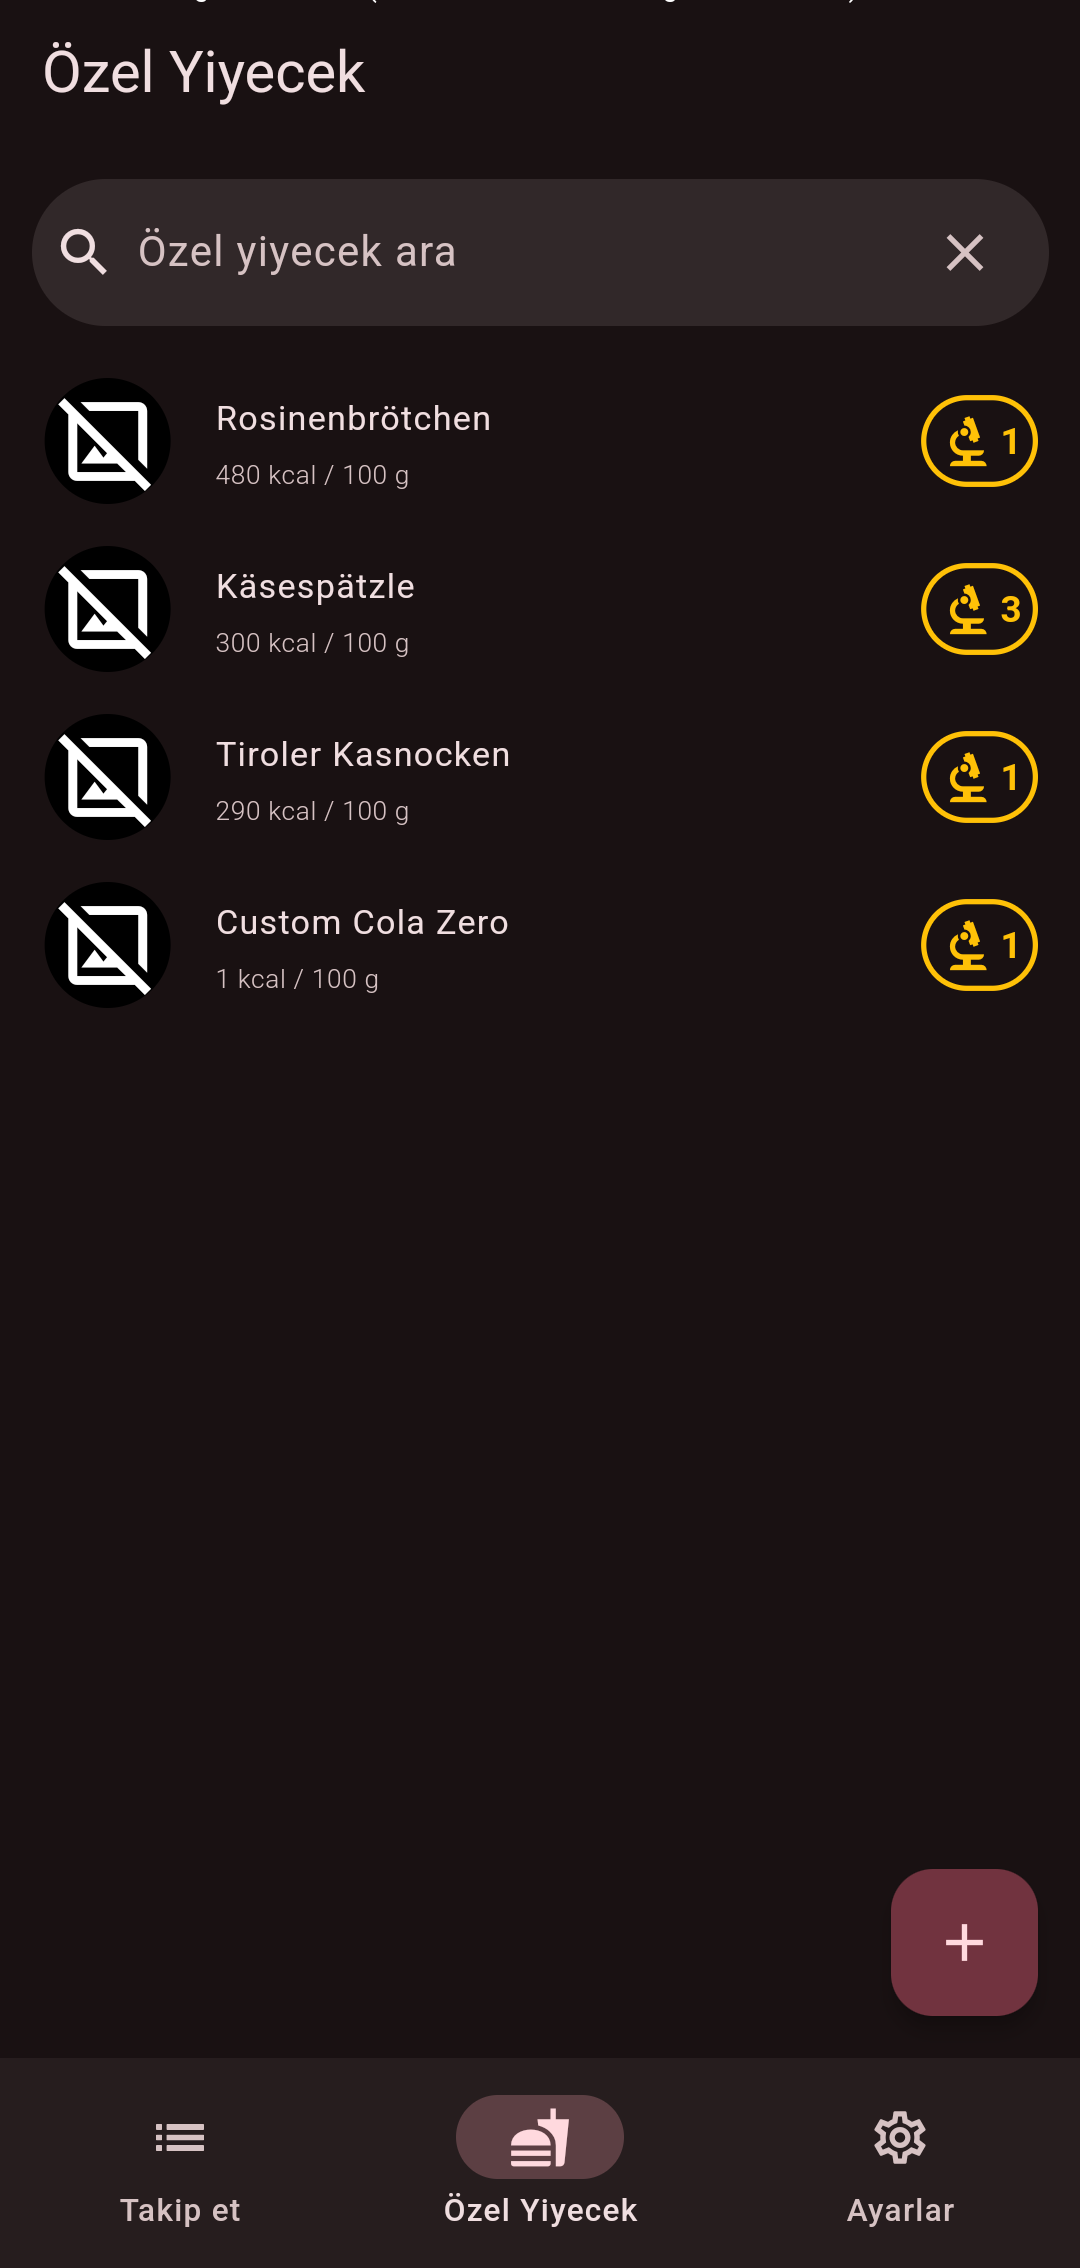 Özel Yiyecek
Özel yiyecek ara
Rosinenbrötchen
480 kcal / 100 g
1
Käsespätzle
300 kcal / 100 g
3
Tiroler Kasnocken
290 kcal / 100 g
1
Custom Cola Zero
1 kcal / 100 g
1
Takip et
Özel Yiyecek
Ayarlar